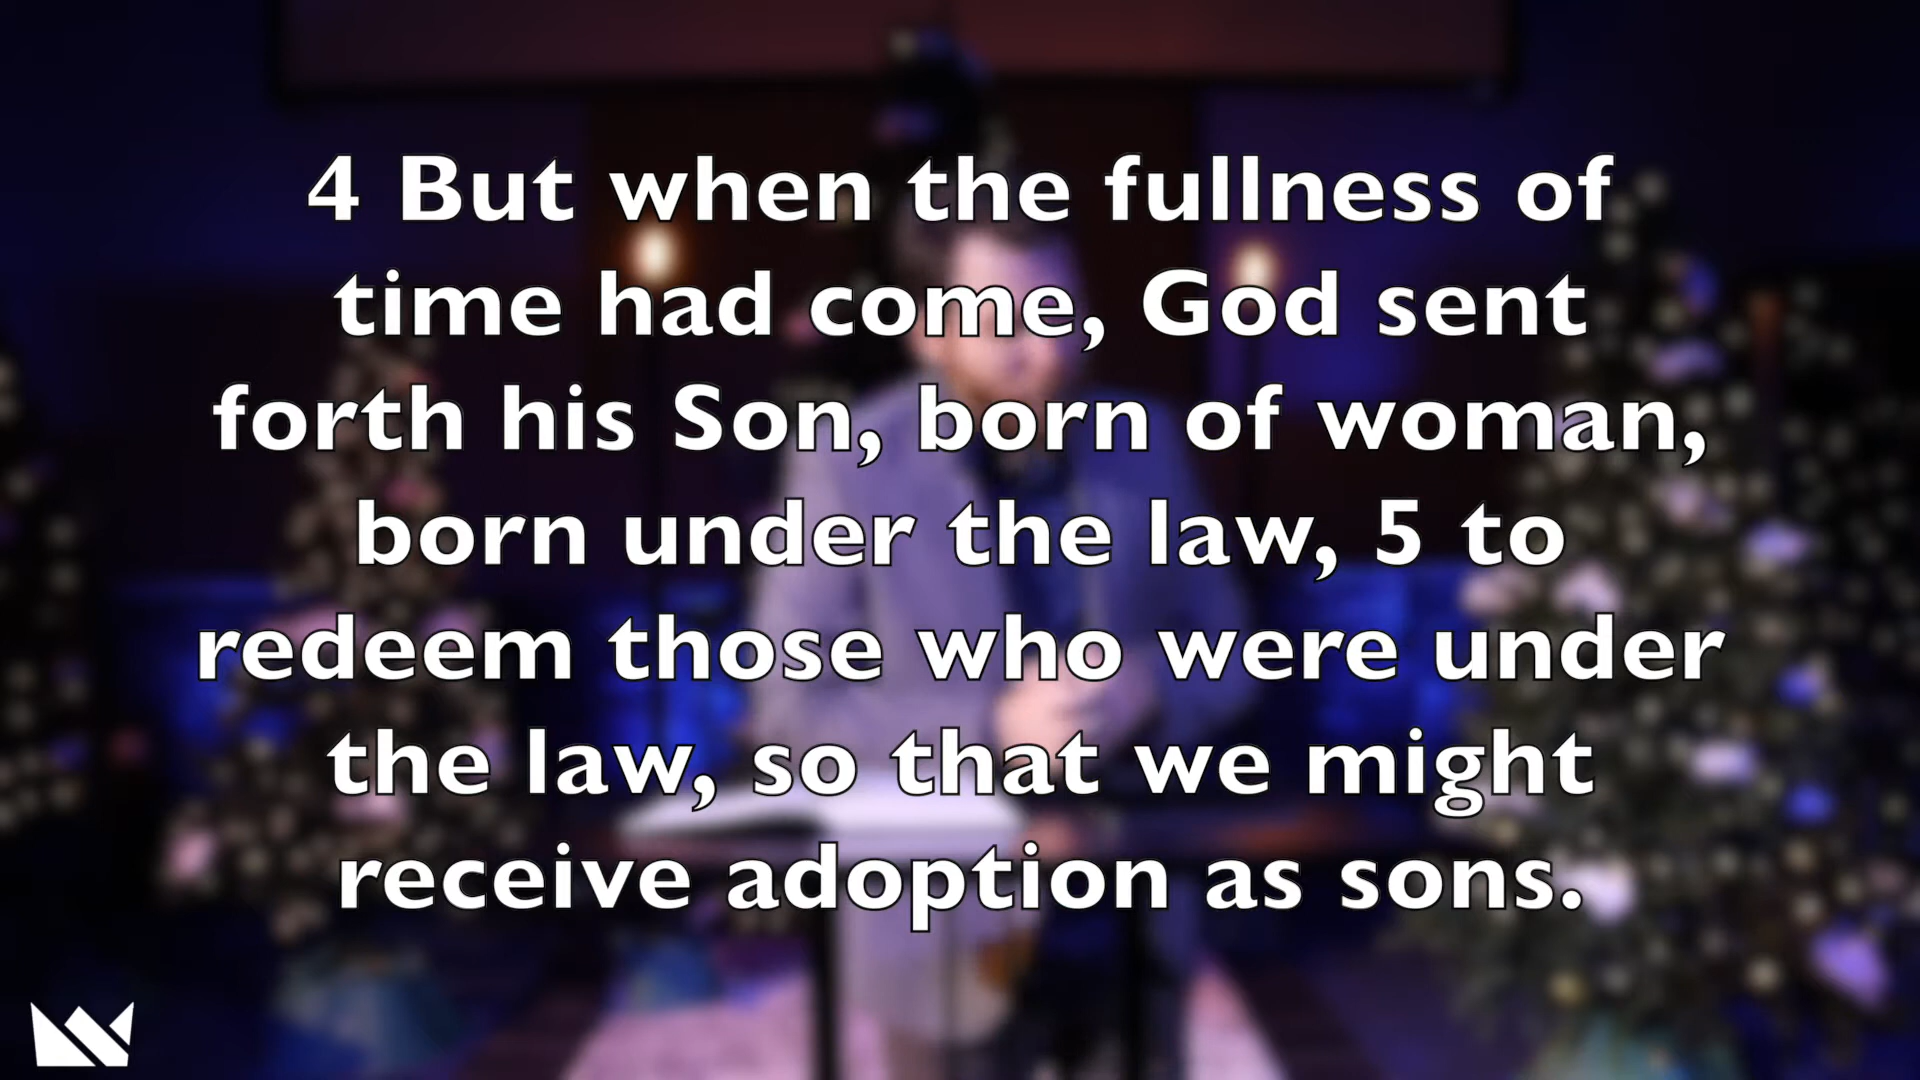 4 But when the fullness of
time had come, God sent
forth his Son, born of woman,
born under the law, 5 to
redeem those who were under
the law, so that we might
receive adoption as sons.